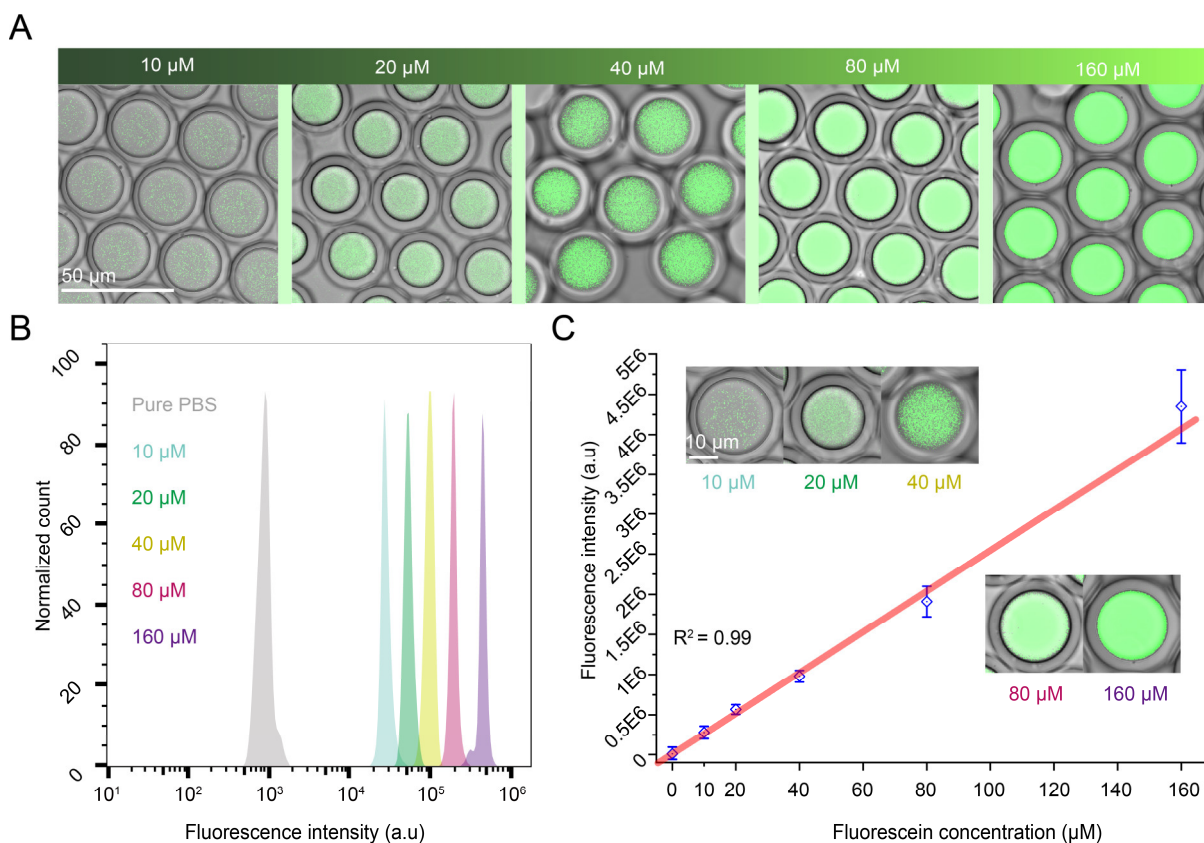 A
10 µM 20 µM 40 µM 80 µM 160 µM
50 µm
B
Normalized count
100
80
60
40
20
0
Pure PBS
10 µM
20 µM
40 µM
80 µM
160 µM
10¹ 10² 10³ 10⁴ 10⁵ 10⁶
Fluorescence intensity (a.u)
C
Fluorescence intensity (a.u)
5E6
4.5E6
4E6
3.5E6
3E6
2.5E6
2E6
1.5E6
1E6
0.5E6
0
10 µm
10 µM 20 µM 40 µM
R² = 0.99
80 µM 160 µM
0 10 20 40 60 80 100 120 140 160
Fluorescein concentration (µM)